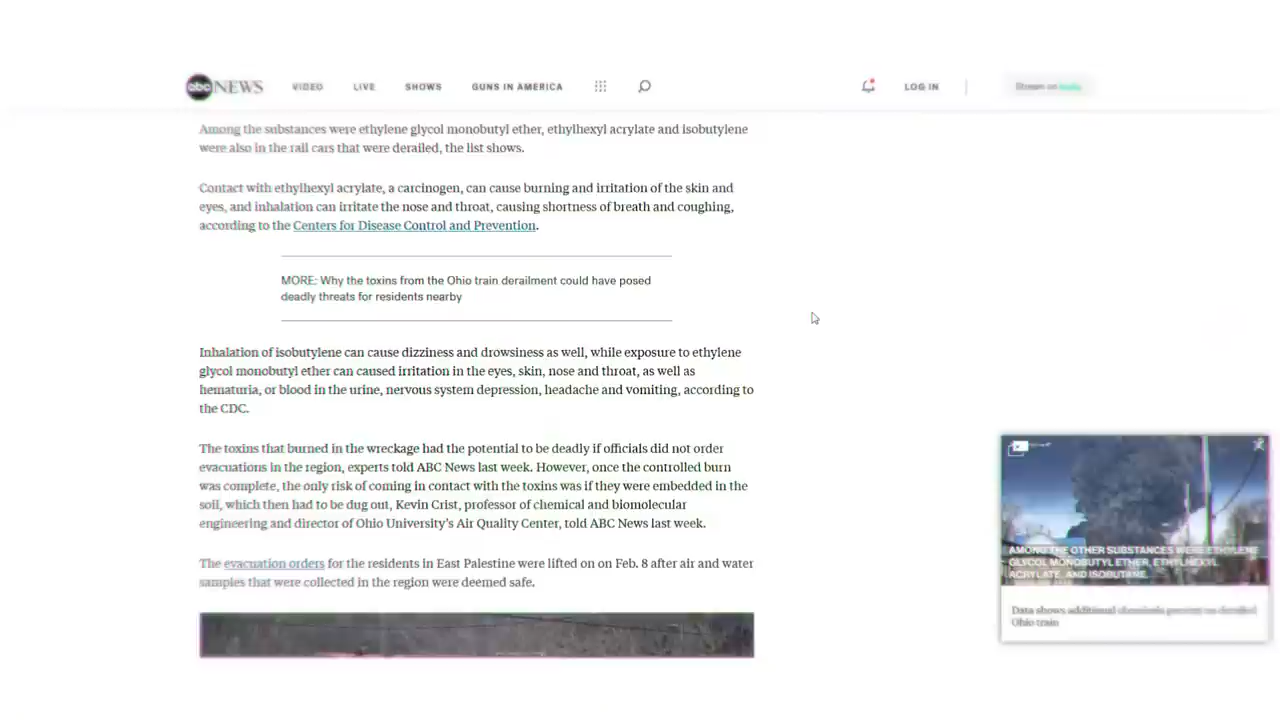 abc NEWS VIDEO LIVE SHOWS GUNS IN AMERICA LOG IN Stream on
Among the substances were ethylene glycol monobutyl ether, ethylhexyl acrylate and isobutylene
were also in the rail cars that were derailed, the list shows.
Contact with ethylhexyl acrylate, a carcinogen, can cause burning and irritation of the skin and
eyes, and inhalation can irritate the nose and throat, causing shortness of breath and coughing,
according to the Centers for Disease Control and Prevention.
MORE: Why the toxins from the Ohio train derailment could have posed
deadly threats for residents nearby
Inhalation of isobutylene can cause dizziness and drowsiness as well, while exposure to ethylene
glycol monobutyl ether can caused irritation in the eyes, skin, nose and throat, as well as
hematuria, or blood in the urine, nervous system depression, headache and vomiting, according to
the CDC.
The toxins that burned in the wreckage had the potential to be deadly if officials did not order
evacuations in the region, experts told ABC News last week. However, once the controlled burn
was complete, the only risk of coming in contact with the toxins was if they were embedded in the
soil, which then had to be dug out, Kevin Crist, professor of chemical and biomolecular
engineering and director of Ohio University's Air Quality Center, told ABC News last week.
The evacuation orders for the residents in East Palestine were lifted on on Feb. 8 after air and water
samples that were collected in the region were deemed safe.
AMONG THE OTHER SUBSTANCES WERE ETHYLENE
GLYCOL MONOBUTYL ETHER, ETHYLHEXYL
ACRYLATE, AND ISOBUTANE
Data shows additional chemicals present on derailed
Ohio train